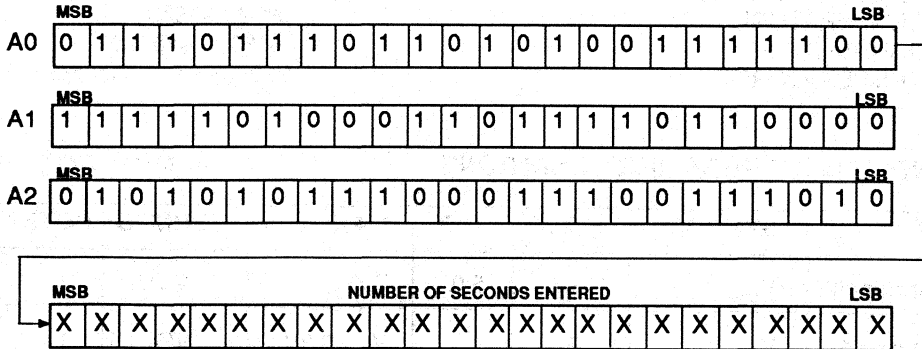 MSB LSB
A0 0 1 1 1 0 1 1 1 0 1 1 0 1 0 1 0 0 1 1 1 1 1 0 0
MSB LSB
A1 1 1 1 1 1 0 1 0 0 0 1 1 0 1 1 1 1 0 1 1 0 0 0 0
MSB LSB
A2 0 1 0 1 0 1 0 1 1 1 0 0 0 1 1 1 0 0 1 1 1 0 1 0
MSB NUMBER OF SECONDS ENTERED LSB
X X X X X X X X X X X X X X X X X X X X X X X X